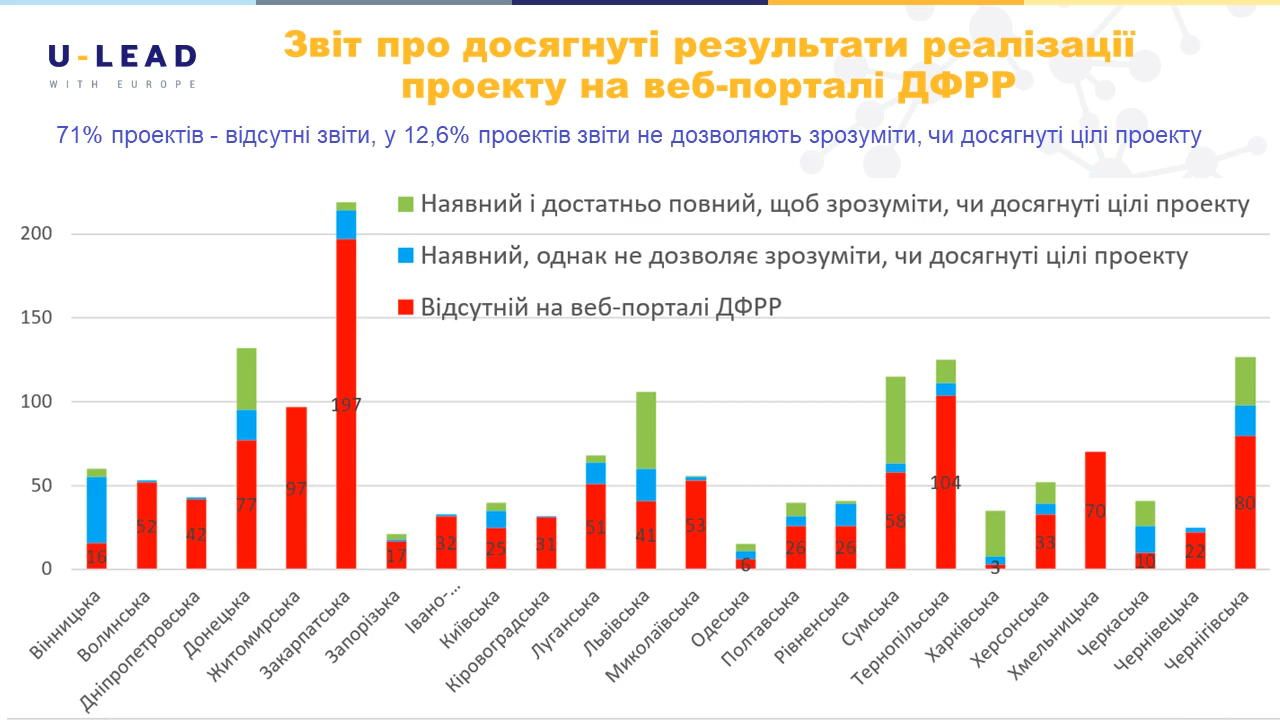 U-LEAD
WITH EUROPE
Звіт про досягнуті результати реалізації
проекту на веб-порталі ДФРР
71% проектів - відсутні звіти, у 12,6% проектів звіти не дозволяють зрозуміти, чи досягнуті цілі проекту
Наявний і достатньо повний, щоб зрозуміти, чи досягнуті цілі проекту
Наявний, однак не дозволяє зрозуміти, чи досягнуті цілі проекту
Відсутній на веб-порталі ДФРР
200
150
100
50
0
16
52
42
77
97
197
17
32
25
31
51
41
53
6
26
26
58
104
3
33
70
10
22
80
Вінницька
Волинська
Дніпропетровська
Донецька
Житомирська
Закарпатська
Запорізька
Івано-...
Київська
Кіровоградська
Луганська
Львівська
Миколаївська
Одеська
Полтавська
Рівненська
Сумська
Тернопільська
Харківська
Херсонська
Хмельницька
Черкаська
Чернівецька
Чернігівська